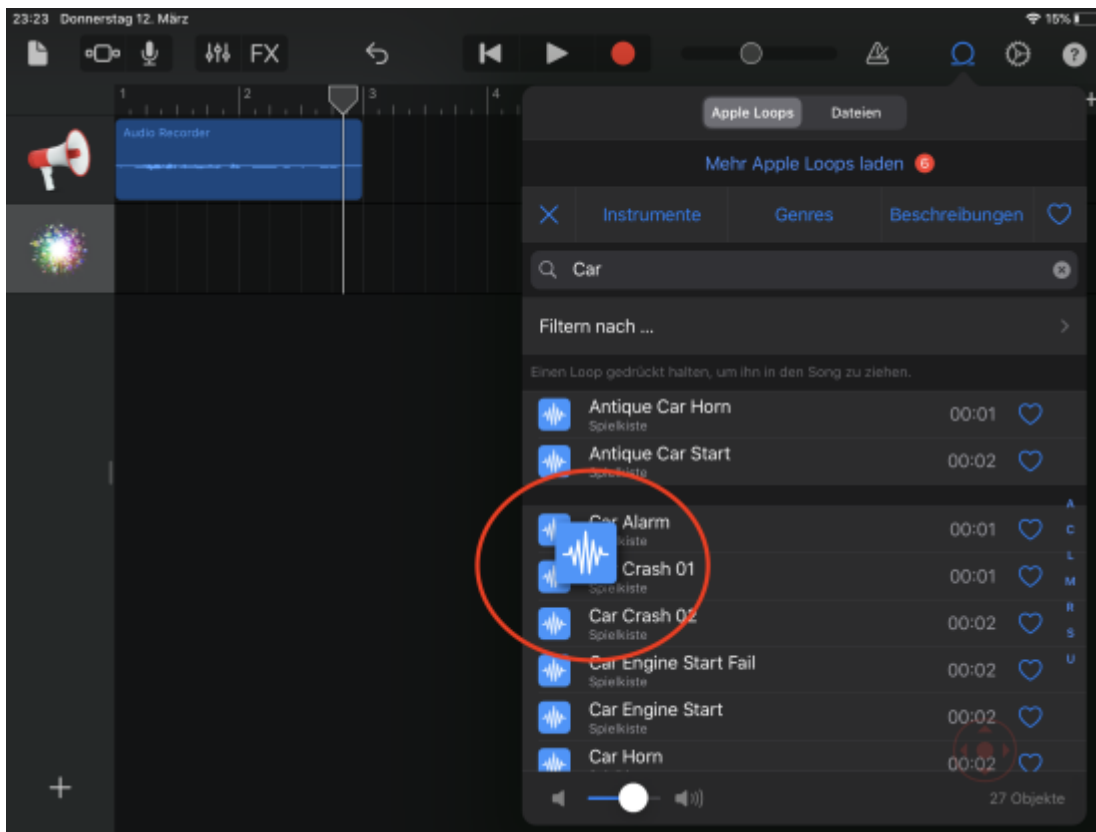 23:23 Donnerstag 12. März
15%
FX
?
1 2 3 4
Audio Recorder
Apple Loops Dateien
Mehr Apple Loops laden 6
Instrumente Genres Beschreibungen
Car
Filtern nach ...
Einen Loop gedrückt halten, um ihn in den Song zu ziehen.
Antique Car Horn 00:01
Spielkiste
Antique Car Start 00:02
Spielkiste
A
Car Alarm 00:01
C
L
Crash 01 00:01
M
Spielkiste
R
Car Crash 02 00:02
S
Spielkiste
U
Car Engine Start Fail 00:02
Spielkiste
Car Engine Start 00:02
Spielkiste
Car Horn 00:02
27 Objekte